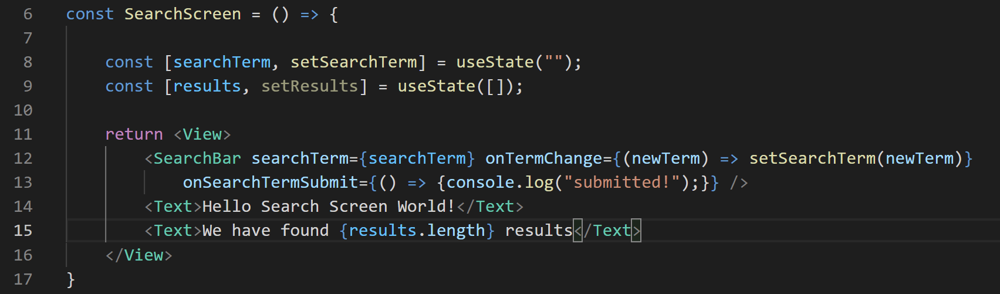 6 const SearchScreen = () => {
7
8 const [searchTerm, setSearchTerm] = useState("");
9 const [results, setResults] = useState([]);
10
11 return <View>
12 <SearchBar searchTerm={searchTerm} onTermChange={(newTerm) => setSearchTerm(newTerm)}
13 onSearchTermSubmit={() => {console.log("submitted!");}} />
14 <Text>Hello Search Screen World!</Text>
15 <Text>We have found {results.length} results</Text>
16 </View>
17 }